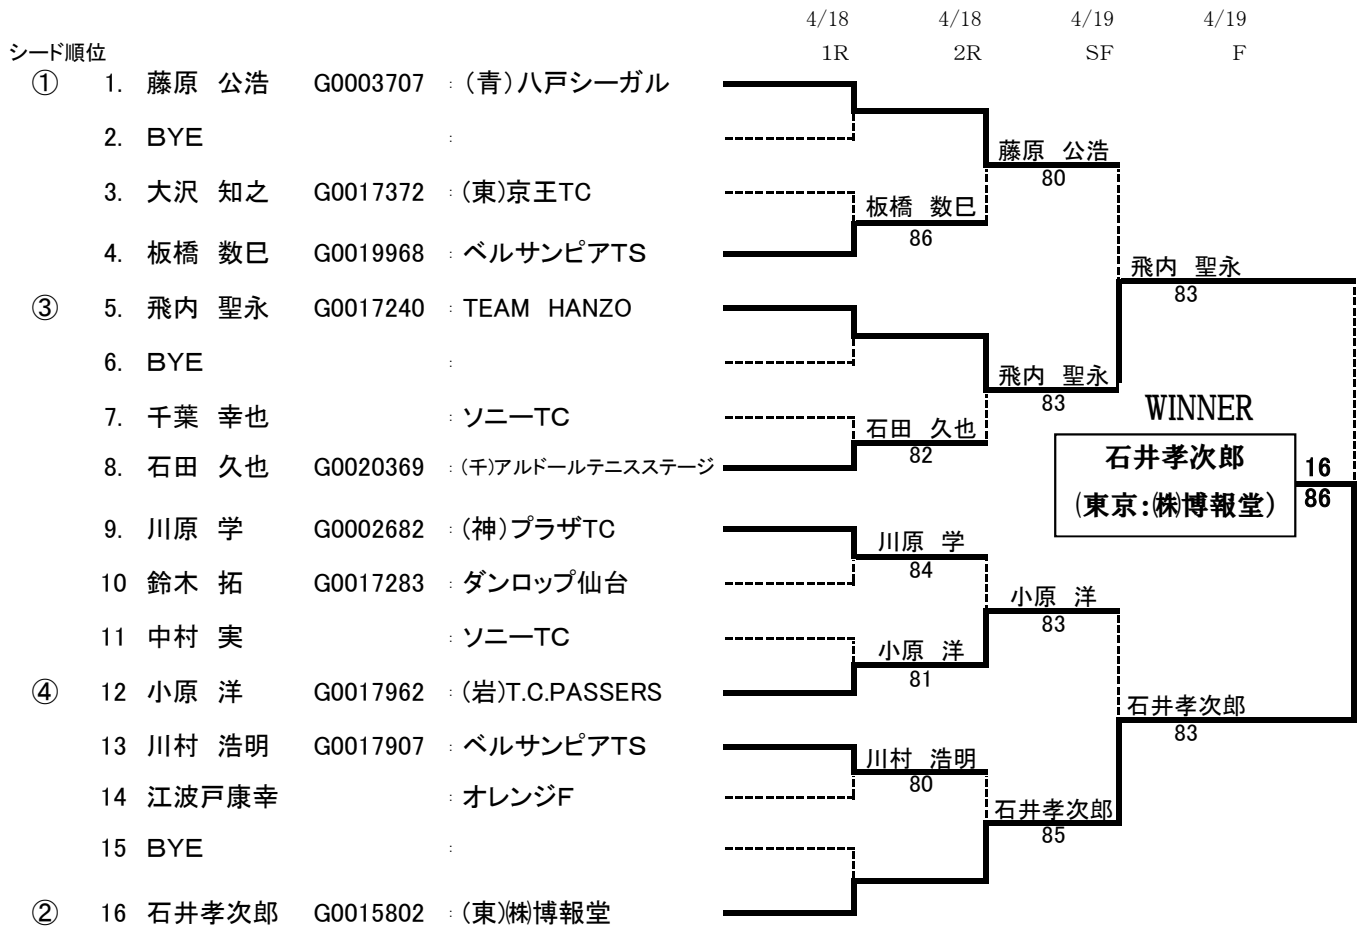 4/18 4/18 4/19 4/19
シード順位 1R 2R SF F
① 1. 藤原 公浩 G0003707 : (青)八戸シーガル
2. BYE :
藤原 公浩
80
3. 大沢 知之 G0017372 : (東)京王TC
板橋 数巳
86
4. 板橋 数巳 G0019968 : ベルサンピアTS
飛内 聖永
83
③ 5. 飛内 聖永 G0017240 : TEAM HANZO
6. BYE :
飛内 聖永
83
7. 千葉 幸也 : ソニーTC
石田 久也
82
8. 石田 久也 G0020369 : (千)アルドールテニスステージ
WINNER
石井孝次郎
(東京:㈱博報堂)
16
86
9. 川原 学 G0002682 : (神)プラザTC
川原 学
84
10 鈴木 拓 G0017283 : ダンロップ仙台
小原 洋
83
11 中村 実 : ソニーTC
小原 洋
81
④ 12 小原 洋 G0017962 : (岩)T.C.PASSERS
石井孝次郎
83
13 川村 浩明 G0017907 : ベルサンピアTS
川村 浩明
80
14 江波戸康幸 : オレンジF
石井孝次郎
85
15 BYE :
② 16 石井孝次郎 G0015802 : (東)㈱博報堂